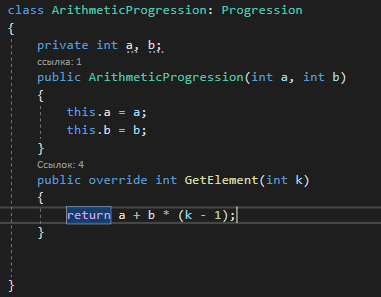 class ArithmeticProgression: Progression
{
private int a, b;
ссылка: 1
public ArithmeticProgression(int a, int b)
{
this.a = a;
this.b = b;
}
Ссылок: 4
public override int GetElement(int k)
{
return a + b * (k - 1);
}
}